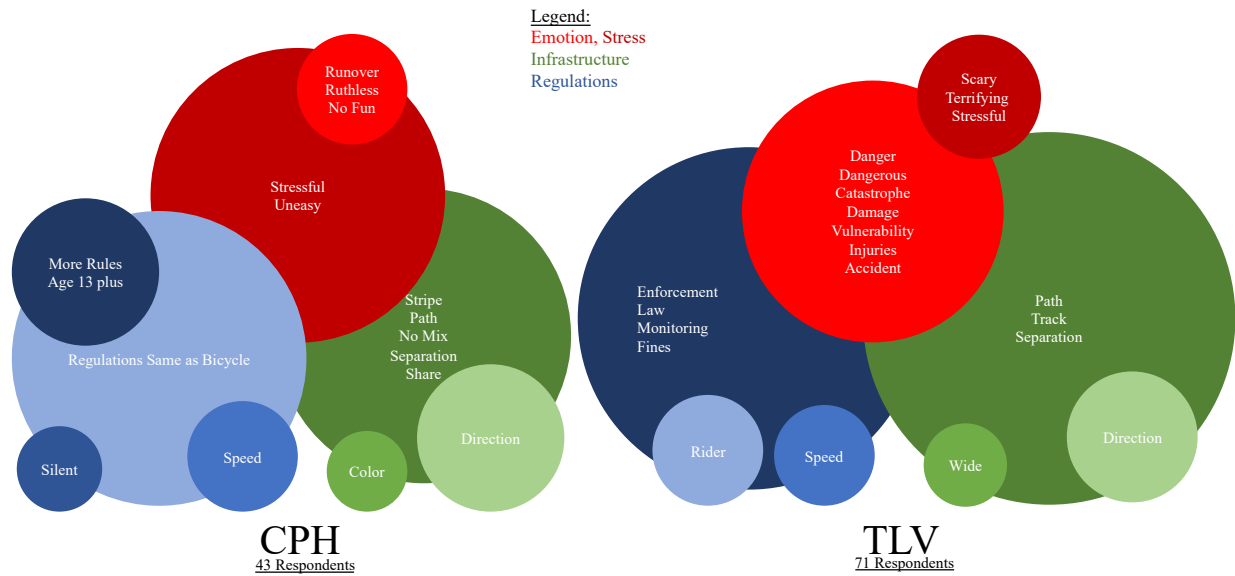 Legend:
Emotion, Stress
Infrastructure
Regulations
Runover
Ruthless
No Fun
Stressful
Uneasy
More Rules
Age 13 plus
Regulations Same as Bicycle
Stripe
Path
No Mix
Separation
Share
Silent
Speed
Color
Direction
CPH
43 Respondents
Scary
Terrifying
Stressful
Danger
Dangerous
Catastrophe
Damage
Vulnerability
Injuries
Accident
Enforcement
Law
Monitoring
Fines
Path
Track
Separation
Rider
Speed
Wide
Direction
TLV
71 Respondents